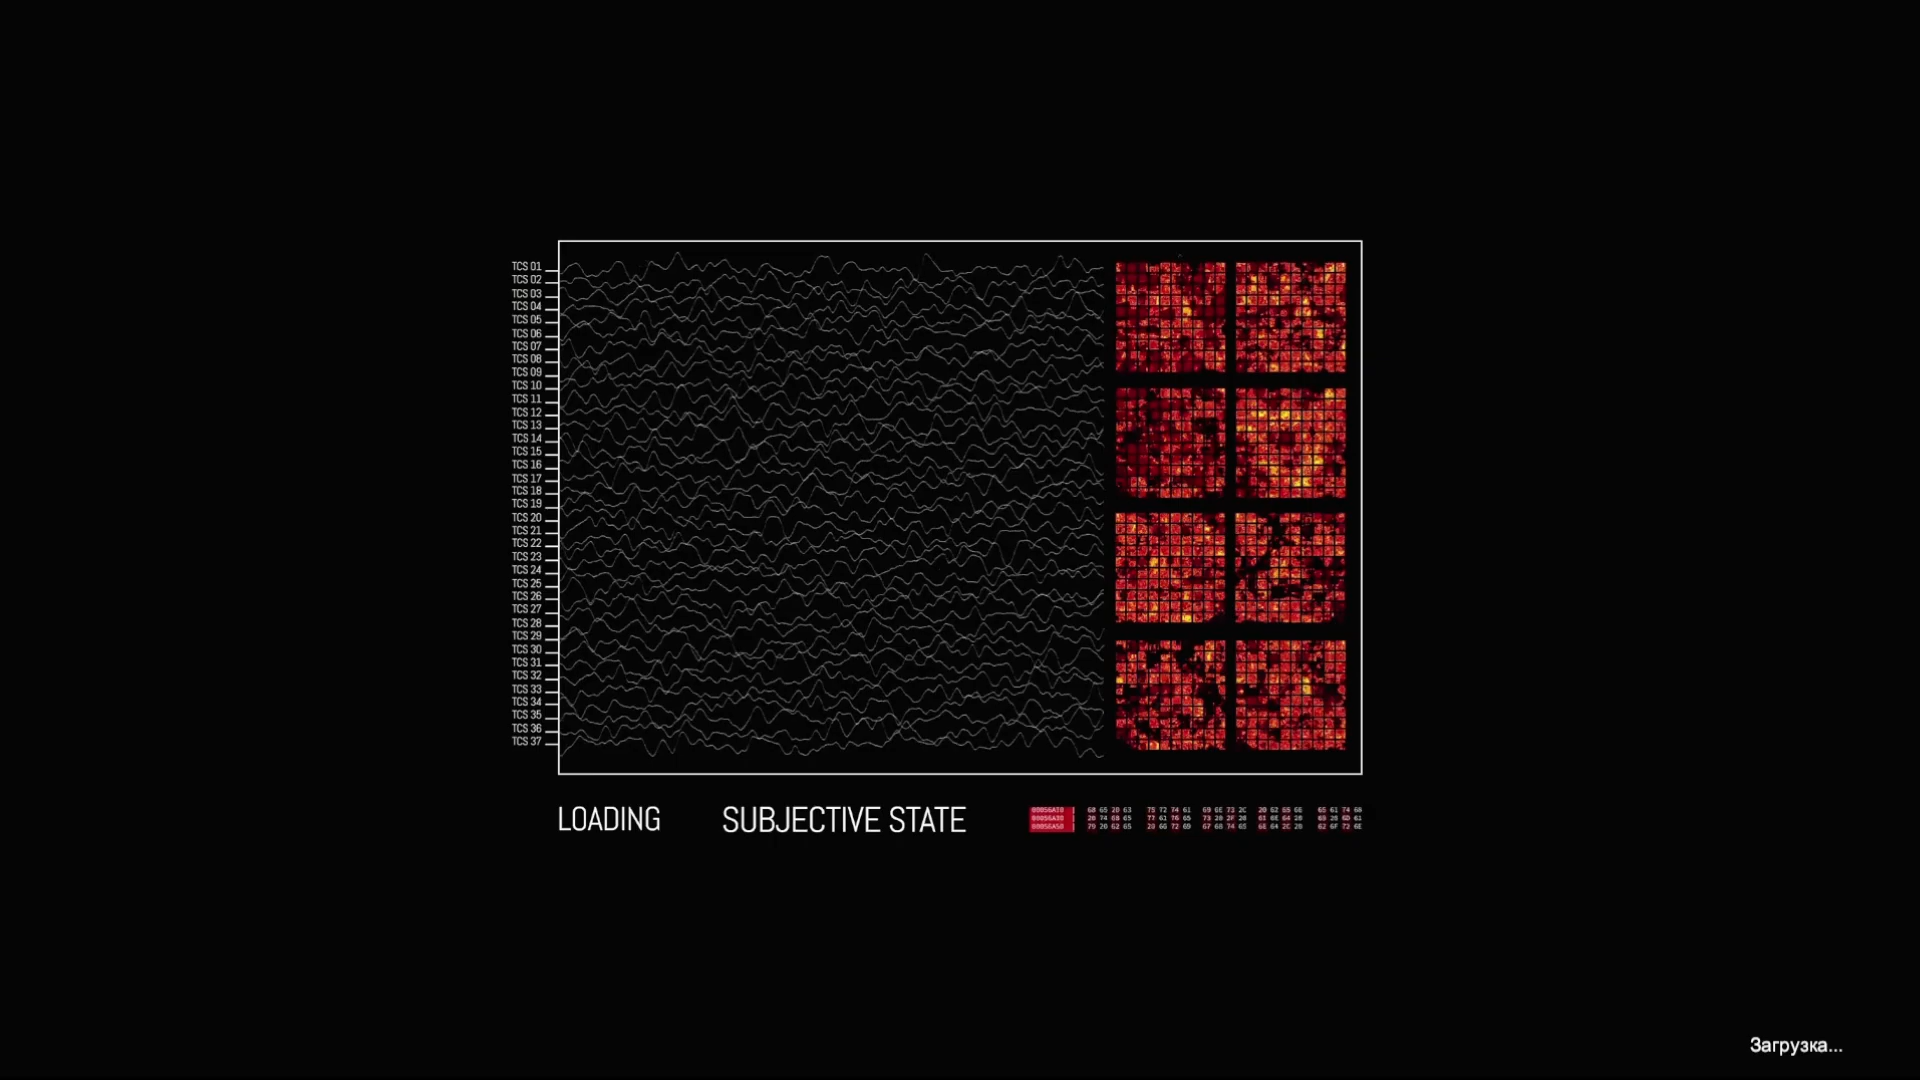 TCS 01
TCS 02
TCS 03
TCS 04
TCS 05
TCS 06
TCS 07
TCS 08
TCS 09
TCS 10
TCS 11
TCS 12
TCS 13
TCS 14
TCS 15
TCS 16
TCS 17
TCS 18
TCS 19
TCS 20
TCS 21
TCS 22
TCS 23
TCS 24
TCS 25
TCS 26
TCS 27
TCS 28
TCS 29
TCS 30
TCS 31
TCS 32
TCS 33
TCS 34
TCS 35
TCS 36
TCS 37
LOADING SUBJECTIVE STATE
Загрузка...